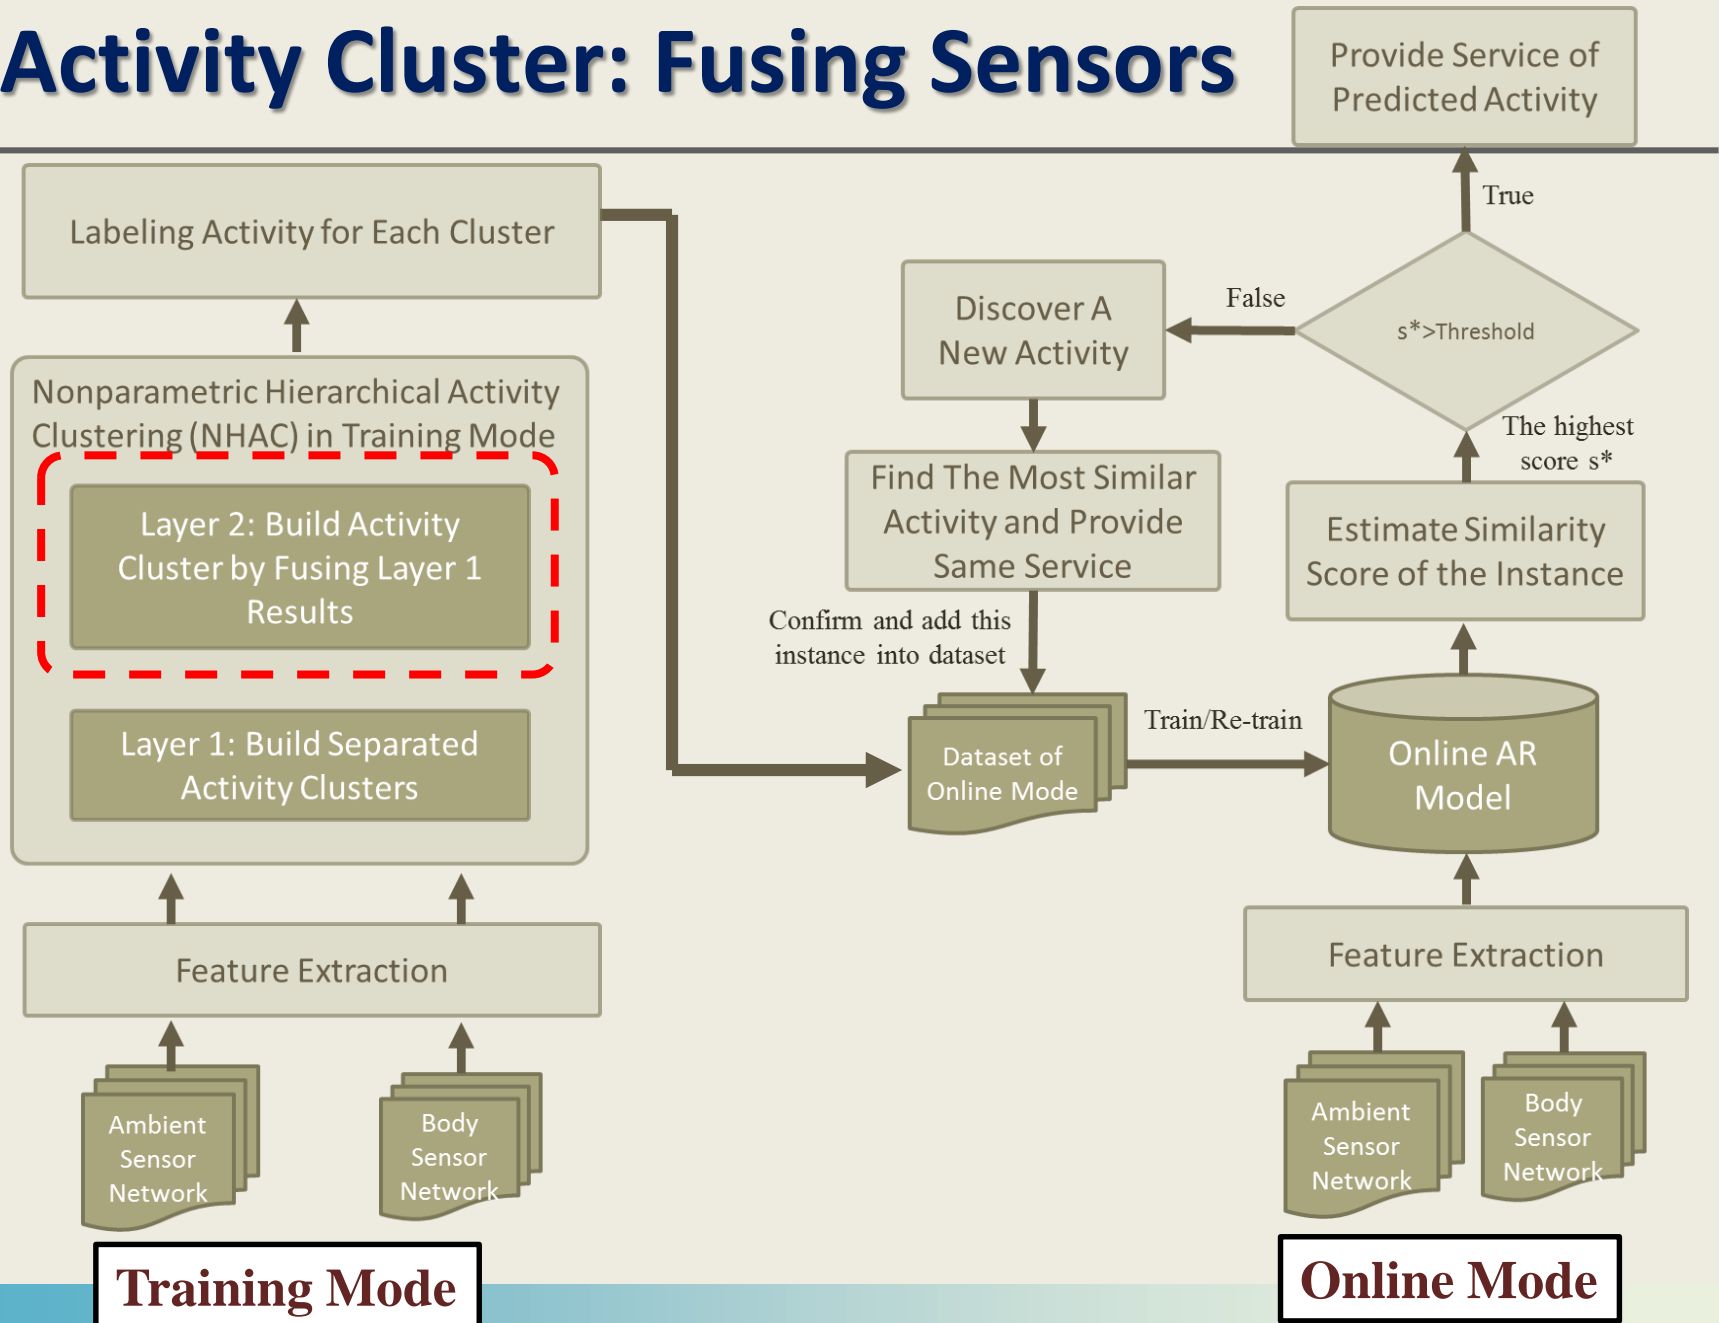 Activity Cluster: Fusing Sensors
Provide Service of
Predicted Activity
True
Labeling Activity for Each Cluster
Discover A
New Activity
False
s*>Threshold
Nonparametric Hierarchical Activity
Clustering (NHAC) in Training Mode
The highest
score s*
Layer 2: Build Activity
Cluster by Fusing Layer 1
Results
Find The Most Similar
Activity and Provide
Same Service
Estimate Similarity
Score of the Instance
Confirm and add this
instance into dataset
Layer 1: Build Separated
Activity Clusters
Dataset of
Online Mode
Train/Re-train
Online AR
Model
Feature Extraction
Feature Extraction
Ambient
Sensor
Network
Body
Sensor
Network
Ambient
Sensor
Network
Body
Sensor
Network
Training Mode
Online Mode